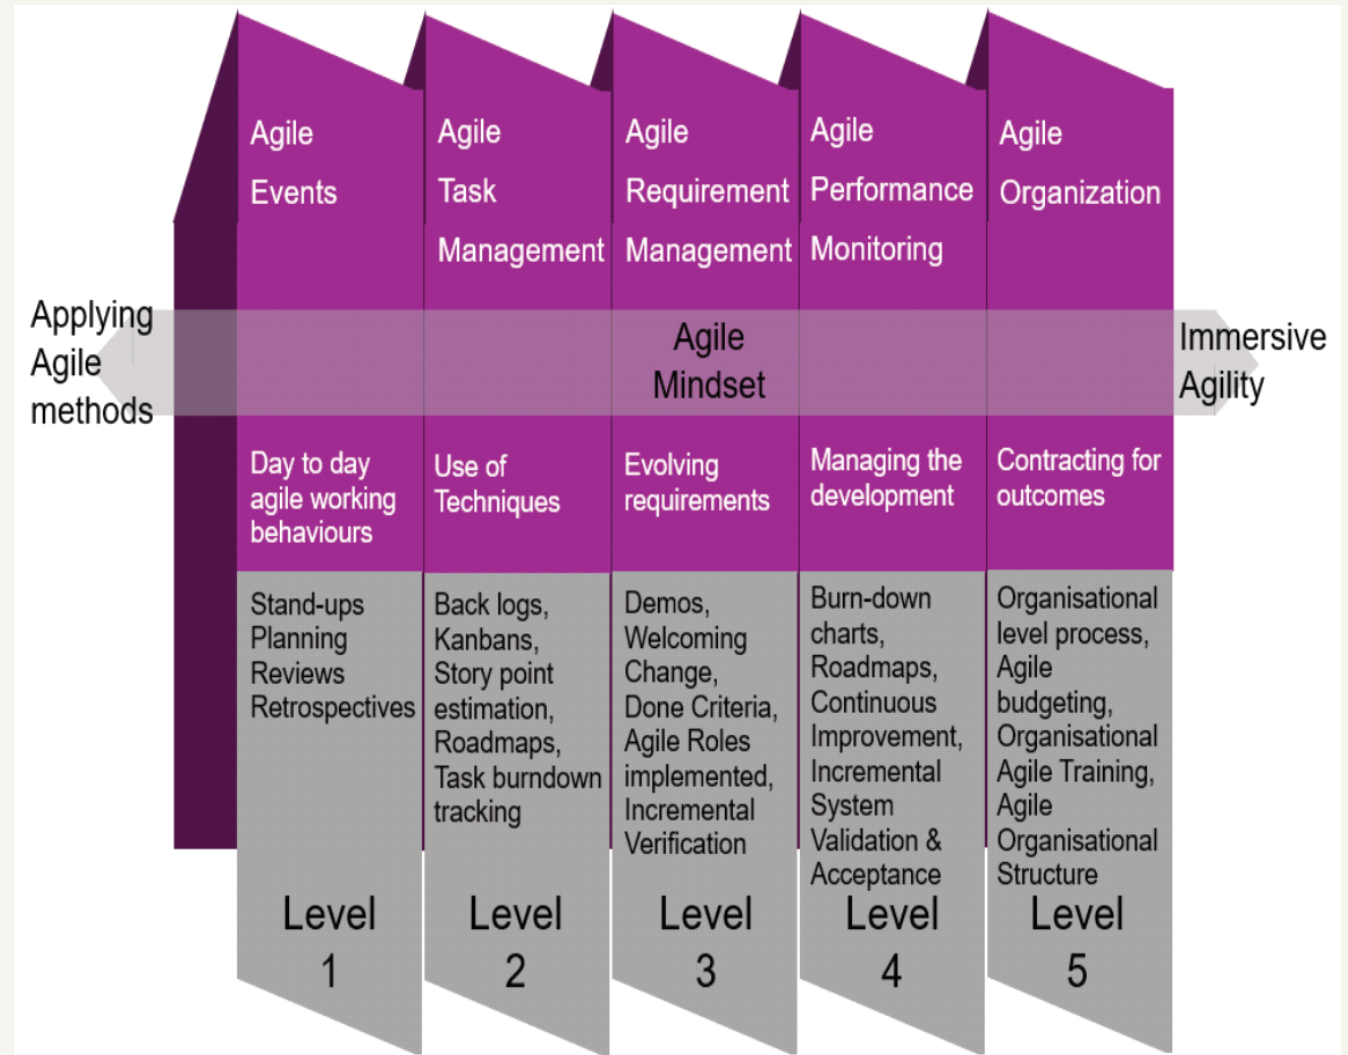 Agile
Events
Agile
Task
Management
Agile
Requirement
Management
Agile
Performance
Monitoring
Agile
Organization
Applying
Agile
methods
Agile
Mindset
Immersive
Agility
Day to day
agile working
behaviours
Use of
Techniques
Evolving
requirements
Managing the
development
Contracting for
outcomes
Stand-ups
Planning
Reviews
Retrospectives
Back logs,
Kanbans,
Story point
estimation,
Roadmaps,
Task burndown
tracking
Demos,
Welcoming
Change,
Done Criteria,
Agile Roles
implemented,
Incremental
Verification
Burn-down
charts,
Roadmaps,
Continuous
Improvement,
Incremental
System
Validation &
Acceptance
Organisational
level process,
Agile
budgeting,
Organisational
Agile Training,
Agile
Organisational
Structure
Level
1
Level
2
Level
3
Level
4
Level
5